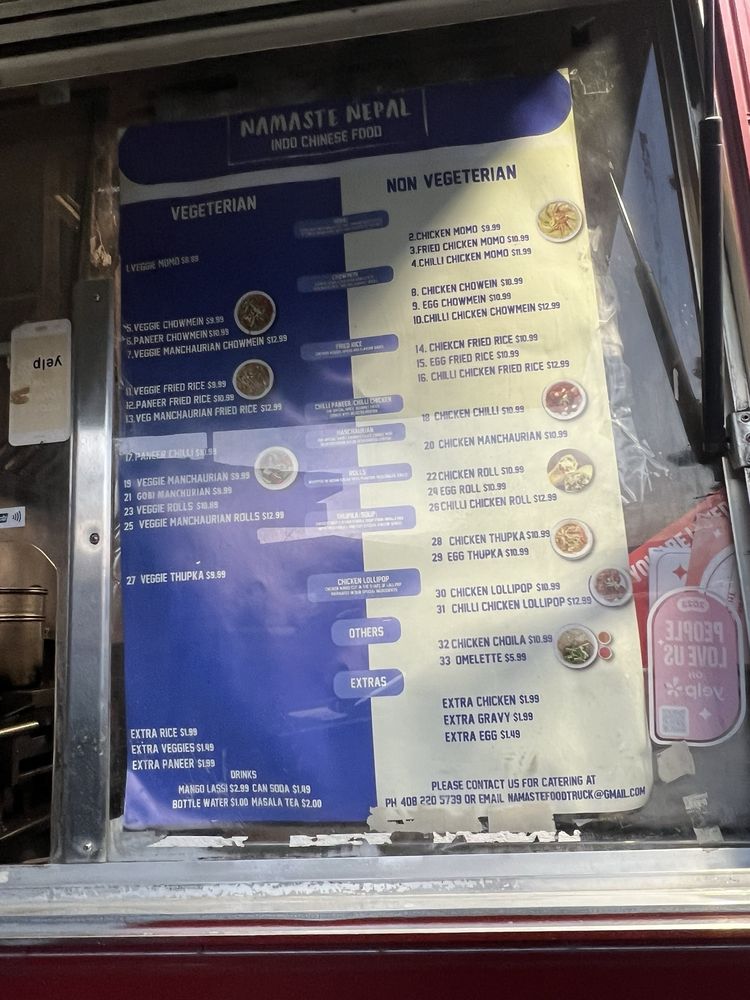 NAMASTE NEPAL
INDO CHINESE FOOD
VEGETERIAN
1.VEGGIE MOMO $8.99
5.VEGGIE CHOWMEIN $9.99
6.PANEER CHOWMEIN $10.99
7.VEGGIE MANCHAURIAN CHOWMEIN $12.99
11.VEGGIE FRIED RICE $9.99
12.PANEER FRIED RICE $10.99
13.VEG MANCHAURIAN FRIED RICE $12.99
17.PANEER CHILLI $10.99
19 VEGGIE MANCHAURIAN $9.99
21 GOBI MANCHURIAN $9.99
23 VEGGIE ROLLS $10.99
25 VEGGIE MANCHAURIAN ROLLS $12.99
27 VEGGIE THUPKA $9.99
EXTRA RICE $1.99
EXTRA VEGGIES $1.49
EXTRA PANEER $1.99
DRINKS
MANGO LASSI $2.99 CAN SODA $1.49
BOTTLE WATER $1.00 MASALA TEA $2.00
CHOWMEIN
FRIED RICE
CHILLI PANEER/CHILLI CHICKEN
MANCHAURIAN
ROLLS
THUPKA (SOUP)
CHICKEN LOLLIPOP
OTHERS
EXTRAS
NON VEGETERIAN
2.CHICKEN MOMO $9.99
3.FRIED CHICKEN MOMO $10.99
4.CHILLI CHICKEN MOMO $11.99
8. CHICKEN CHOWEIN $10.99
9. EGG CHOWMEIN $10.99
10.CHILLI CHICKEN CHOWMEIN $12.99
14. CHIEKCN FRIED RICE $10.99
15. EGG FRIED RICE $10.99
16. CHILLI CHICKEN FRIED RICE $12.99
18 CHICKEN CHILLI $10.99
20 CHICKEN MANCHAURIAN $10.99
22 CHICKEN ROLL $10.99
24 EGG ROLL $10.99
26 CHILLI CHICKEN ROLL $12.99
28 CHICKEN THUPKA $10.99
29 EGG THUPKA $10.99
30 CHICKEN LOLLIPOP $10.99
31 CHILLI CHICKEN LOLLIPOP $12.99
32 CHICKEN CHOILA $10.99
33 OMELETTE $5.99
EXTRA CHICKEN $1.99
EXTRA GRAVY $1.99
EXTRA EGG $1.49
PLEASE CONTACT US FOR CATERING AT
PH 408 220 5739 OR EMAIL NAMASTEFOODTRUCK@GMAIL.COM
yelp
2023
PEOPLE
LOVE US
ON
yelp